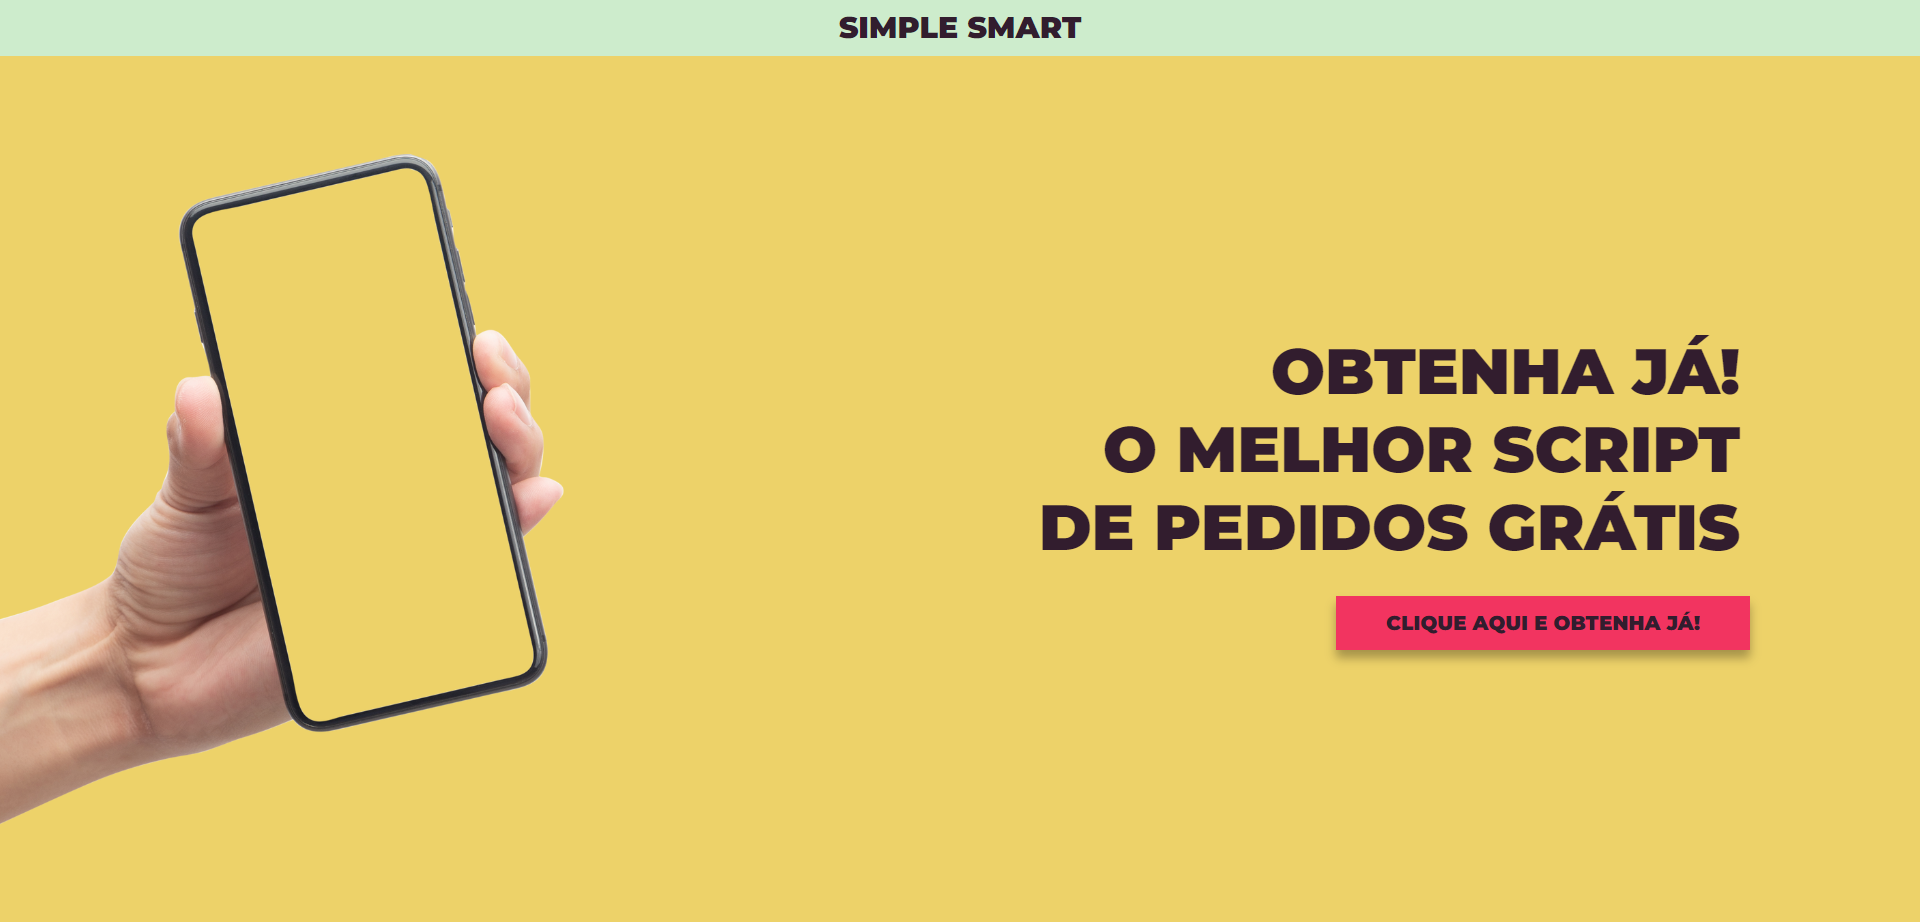 SIMPLE SMART
OBTENHA JÁ!
O MELHOR SCRIPT
DE PEDIDOS GRÁTIS
CLIQUE AQUI E OBTENHA JÁ!